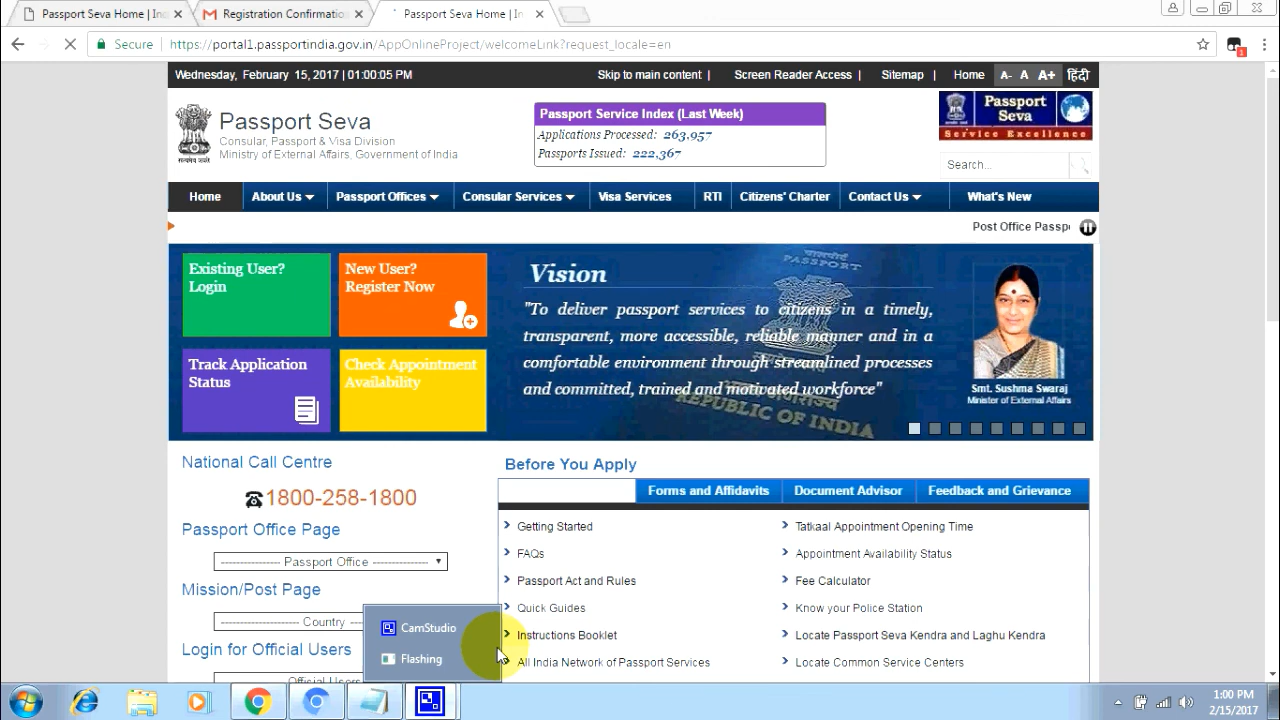 Passport Seva Home | In
Registration Confirmatio
Passport Seva Home | In
Secure
https://portal1.passportindia.gov.in/AppOnlineProject/welcomeLink?request_locale=en
1
Wednesday, February 15, 2017 | 01:00:05 PM
Skip to main content |
Screen Reader Access |
Sitemap |
Home
A- A A+
हिंदी
Passport Seva
Consular, Passport & Visa Division
Ministry of External Affairs, Government of India
सत्यमेव जयते
Passport Service Index (Last Week)
Applications Processed: 263,957
Passports Issued: 222,367
Passport
Seva
Service Excellence
Search...
Home
About Us
Passport Offices
Consular Services
Visa Services
RTI
Citizens' Charter
Contact Us
What's New
Post Office Passp
Existing User?
Login
New User?
Register Now
Track Application
Status
Check Appointment
Availability
Vision
"To deliver passport services to citizens in a timely,
transparent, more accessible, reliable manner and in a
comfortable environment through streamlined processes
and committed, trained and motivated workforce"
पासपोर्ट
PASSPORT
REPUBLIC OF INDIA
Smt. Sushma Swaraj
Minister of External Affairs
National Call Centre
1800-258-1800
Passport Office Page
---------------- Passport Office --------------
Mission/Post Page
-------------------- Country
Login for Official Users
Official Users
Before You Apply
Forms and Affidavits
Document Advisor
Feedback and Grievance
Getting Started
FAQs
Passport Act and Rules
Quick Guides
Instructions Booklet
All India Network of Passport Services
Tatkaal Appointment Opening Time
Appointment Availability Status
Fee Calculator
Know your Police Station
Locate Passport Seva Kendra and Laghu Kendra
Locate Common Service Centers
CamStudio
Flashing
1:00 PM
2/15/2017